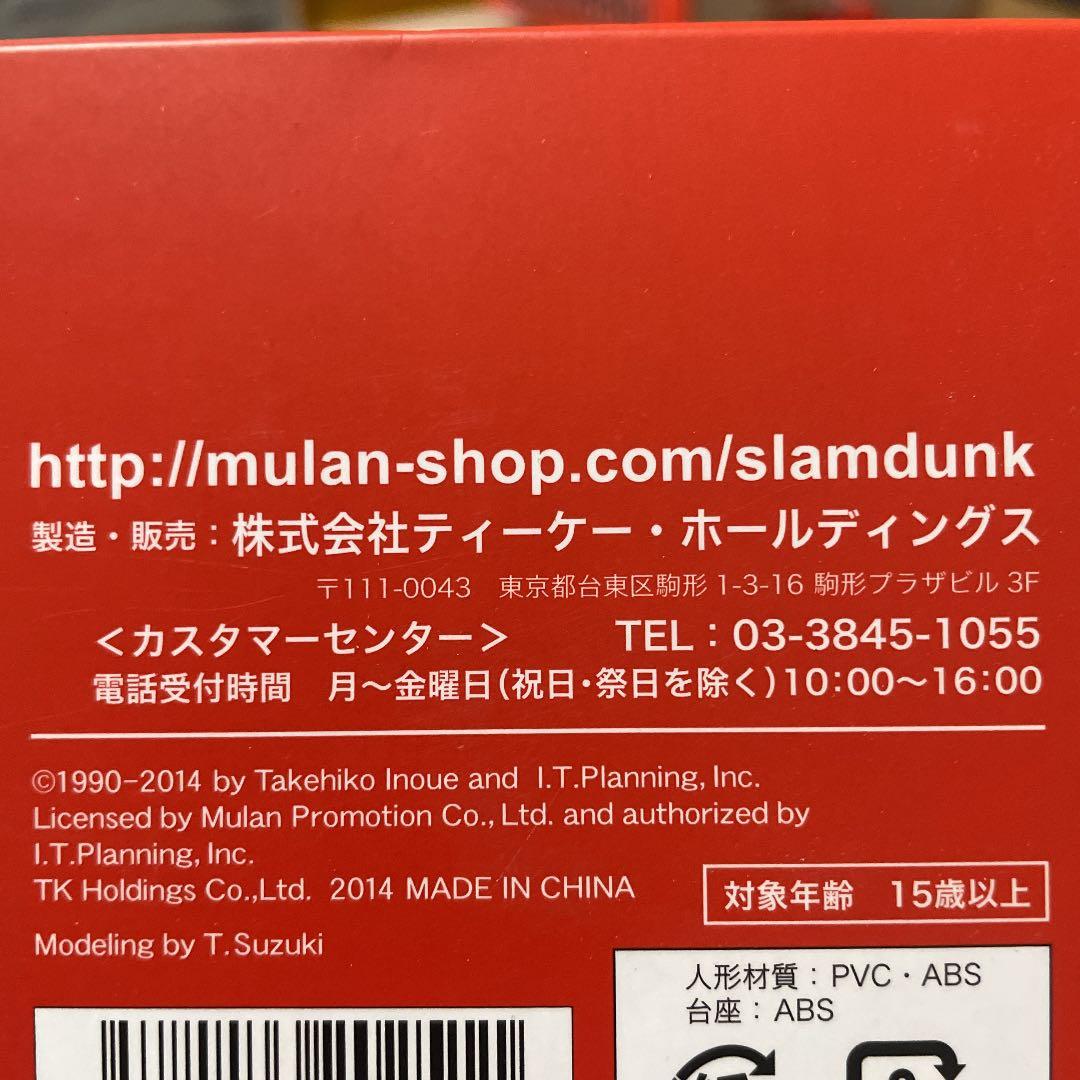 http://mulan-shop.com/slamdunk
製造・販売：株式会社ティーケー・ホールディングス
〒111-0043　東京都台東区駒形 1-3-16 駒形プラザビル 3F
＜カスタマーセンター＞　TEL：03-3845-1055
電話受付時間　月～金曜日(祝日・祭日を除く)10:00～16:00
©1990-2014 by Takehiko Inoue and I.T.Planning, Inc.
Licensed by Mulan Promotion Co., Ltd. and authorized by
I.T.Planning, Inc.
TK Holdings Co.,Ltd. 2014 MADE IN CHINA
対象年齢　15歳以上
Modeling by T.Suzuki
人形材質：PVC・ABS
台座：ABS